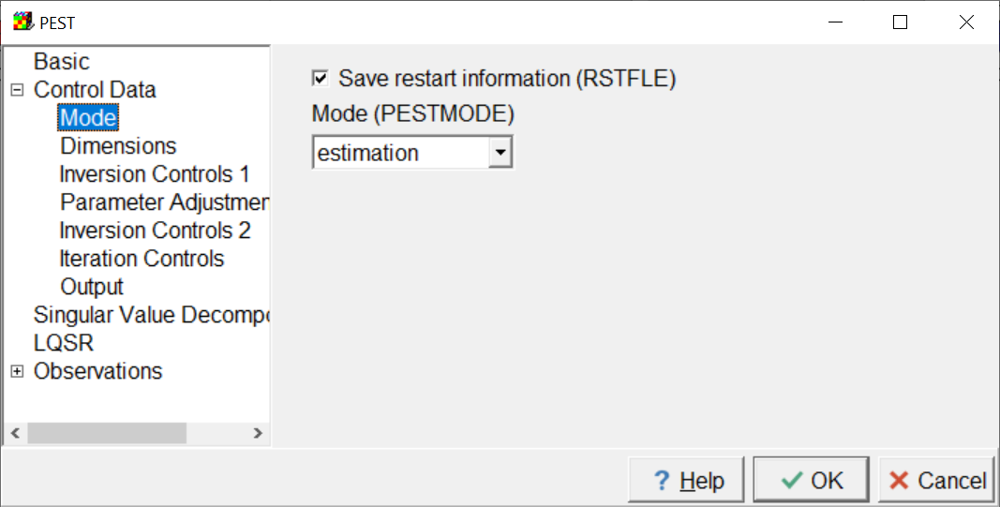 PEST
Basic
Control Data
Mode
Dimensions
Inversion Controls 1
Parameter Adjustmen
Inversion Controls 2
Iteration Controls
Output
Singular Value Decompo
LQSR
Observations
Save restart information (RSTFLE)
Mode (PESTMODE)
estimation
? Help
OK
Cancel